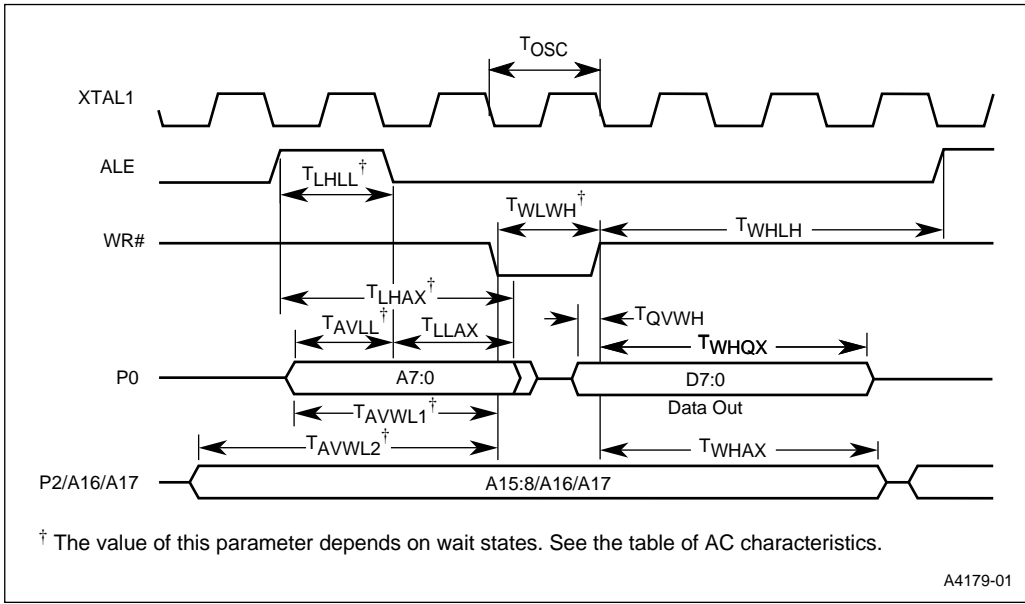 TOSC
XTAL1
ALE
TLHLL†
TWLWH†
TWHLH
WR#
TLHAX†
TAVLL†
TLLAX
TQVWH
TWHQX
P0
A7:0
D7:0
Data Out
TAVWL1†
TAVWL2†
TWHAX
P2/A16/A17
A15:8/A16/A17
† The value of this parameter depends on wait states. See the table of AC characteristics.
A4179-01